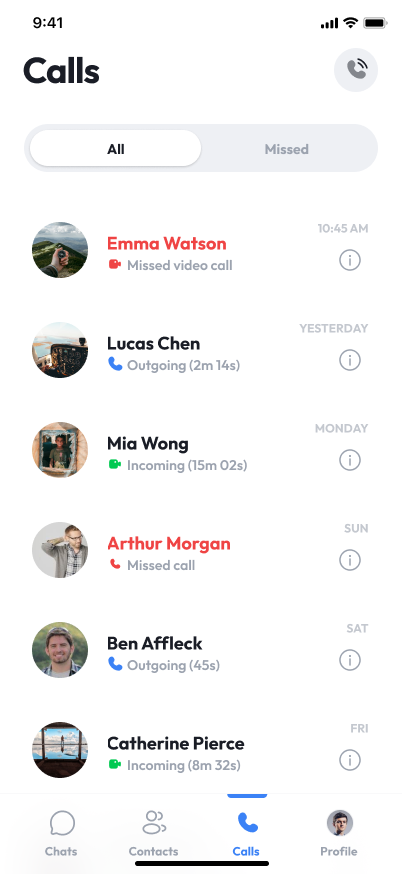 9:41
Calls
All Missed
10:45 AM
Emma Watson
Missed video call
YESTERDAY
Lucas Chen
Outgoing (2m 14s)
MONDAY
Mia Wong
Incoming (15m 02s)
SUN
Arthur Morgan
Missed call
SAT
Ben Affleck
Outgoing (45s)
FRI
Catherine Pierce
Incoming (8m 32s)
Chats Contacts Calls Profile